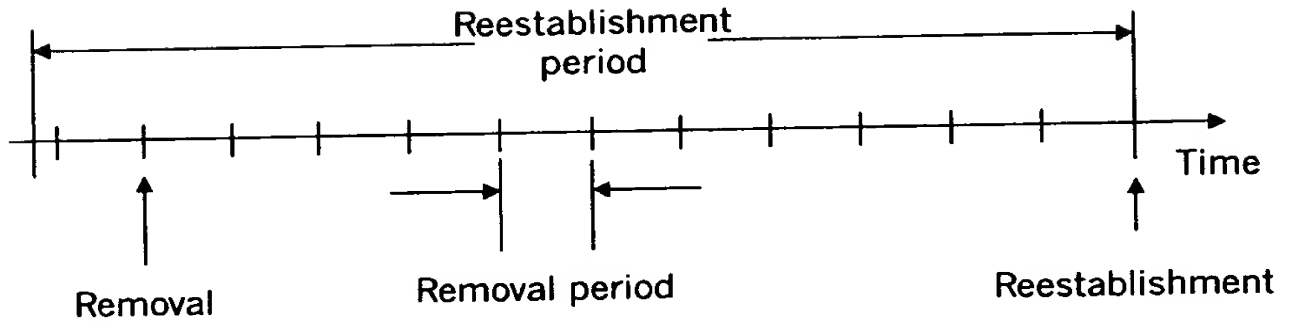 Reestablishment
period
Time
Removal
Removal period
Reestablishment